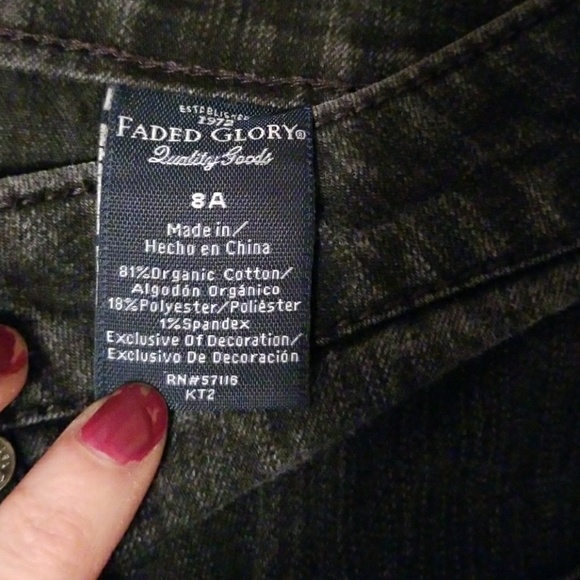 ESTABLISHED
1972
FADED GLORY®
Quality Goods
8A
Made in/
Hecho en China
81%Organic Cotton/
Algodón Orgánico
18%Polyester/Poliéster
1%Spandex
Exclusive Of Decoration/
Exclusivo De Decoración
RN#57116
KT2